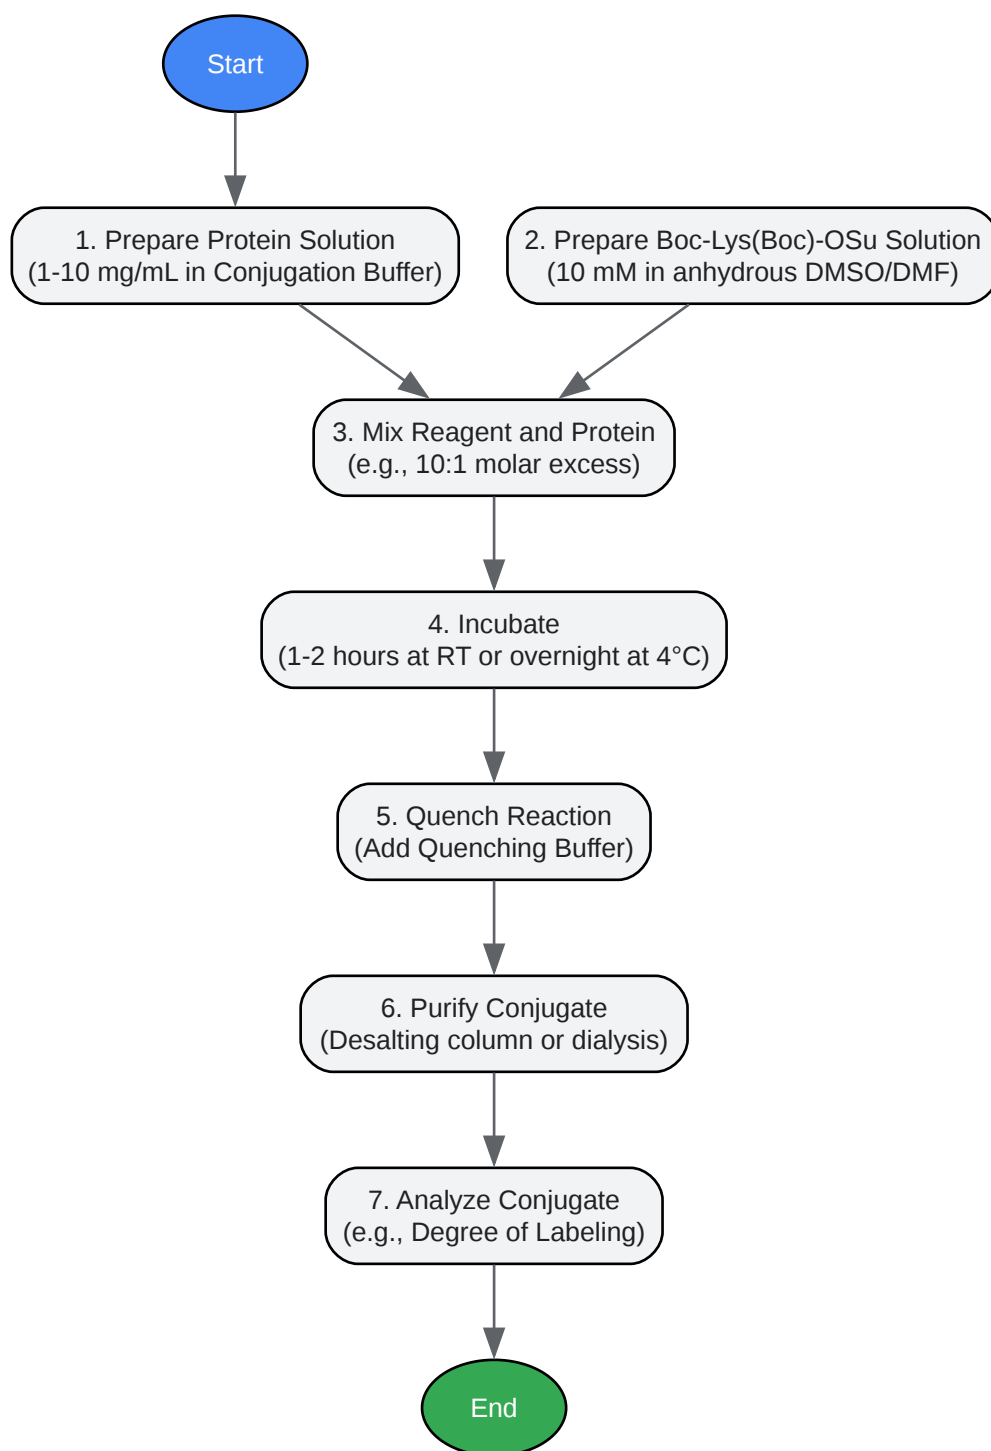 Start
1. Prepare Protein Solution
(1-10 mg/mL in Conjugation Buffer)
2. Prepare Boc-Lys(Boc)-OSu Solution
(10 mM in anhydrous DMSO/DMF)
3. Mix Reagent and Protein
(e.g., 10:1 molar excess)
4. Incubate
(1-2 hours at RT or overnight at 4°C)
5. Quench Reaction
(Add Quenching Buffer)
6. Purify Conjugate
(Desalting column or dialysis)
7. Analyze Conjugate
(e.g., Degree of Labeling)
End